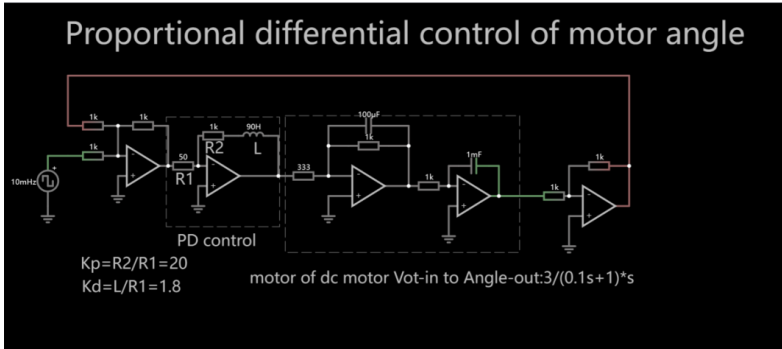 Proportional differential control of motor angle
1k
1k
1k
10mHz
50
R1
1k
R2
90H
L
PD control
333
100µF
1k
1k
1mF
1k
1k
Kp=R2/R1=20
Kd=L/R1=1.8
motor of dc motor Vot-in to Angle-out:3/(0.1s+1)*s